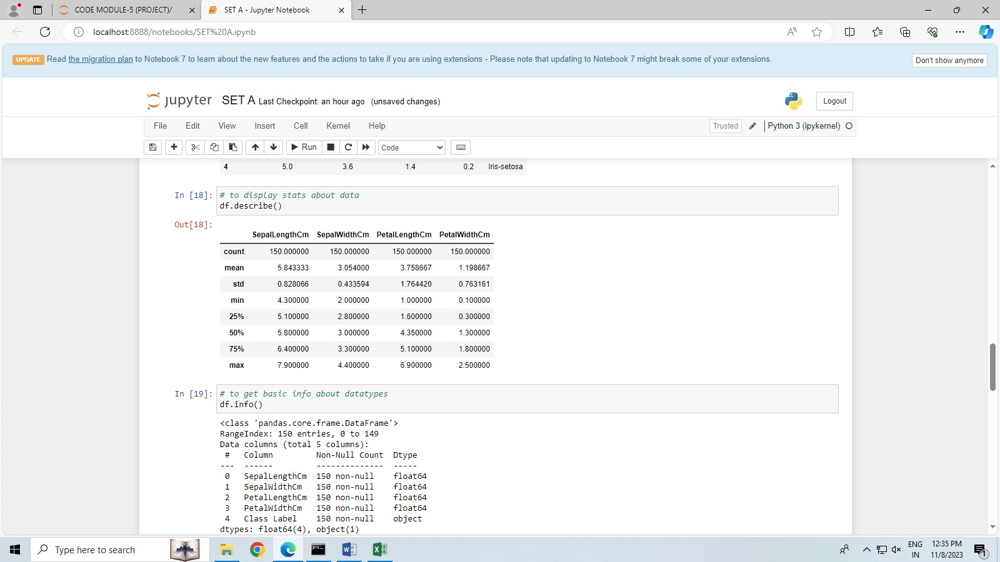 CODE MODULE-5 (PROJECT)/
SET A - Jupyter Notebook
localhost:8888/notebooks/SET%20A.ipynb
UPDATE Read the migration plan to Notebook 7 to learn about the new features and the actions to take if you are using extensions - Please note that updating to Notebook 7 might break some of your extensions.
Don't show anymore
jupyter SET A Last Checkpoint: an hour ago (unsaved changes)
Logout
File Edit View Insert Cell Kernel Help
Trusted Python 3 (ipykernel)
Run Code
4 5.0 3.6 1.4 0.2 Iris-setosa
In [18]: # to display stats about data
df.describe()
Out[18]:
SepalLengthCm SepalWidthCm PetalLengthCm PetalWidthCm
count 150.000000 150.000000 150.000000 150.000000
mean 5.843333 3.054000 3.758667 1.198667
std 0.828066 0.433594 1.764420 0.763161
min 4.300000 2.000000 1.000000 0.100000
25% 5.100000 2.800000 1.600000 0.300000
50% 5.800000 3.000000 4.350000 1.300000
75% 6.400000 3.300000 5.100000 1.800000
max 7.900000 4.400000 6.900000 2.500000
In [19]: # to get basic info about datatypes
df.info()
<class 'pandas.core.frame.DataFrame'>
RangeIndex: 150 entries, 0 to 149
Data columns (total 5 columns):
# Column Non-Null Count Dtype
--- ------ -------------- -----
0 SepalLengthCm 150 non-null float64
1 SepalWidthCm 150 non-null float64
2 PetalLengthCm 150 non-null float64
3 PetalWidthCm 150 non-null float64
4 Class Label 150 non-null object
dtypes: float64(4), object(1)
Type here to search
ENG
IN
12:35 PM
11/8/2023
1